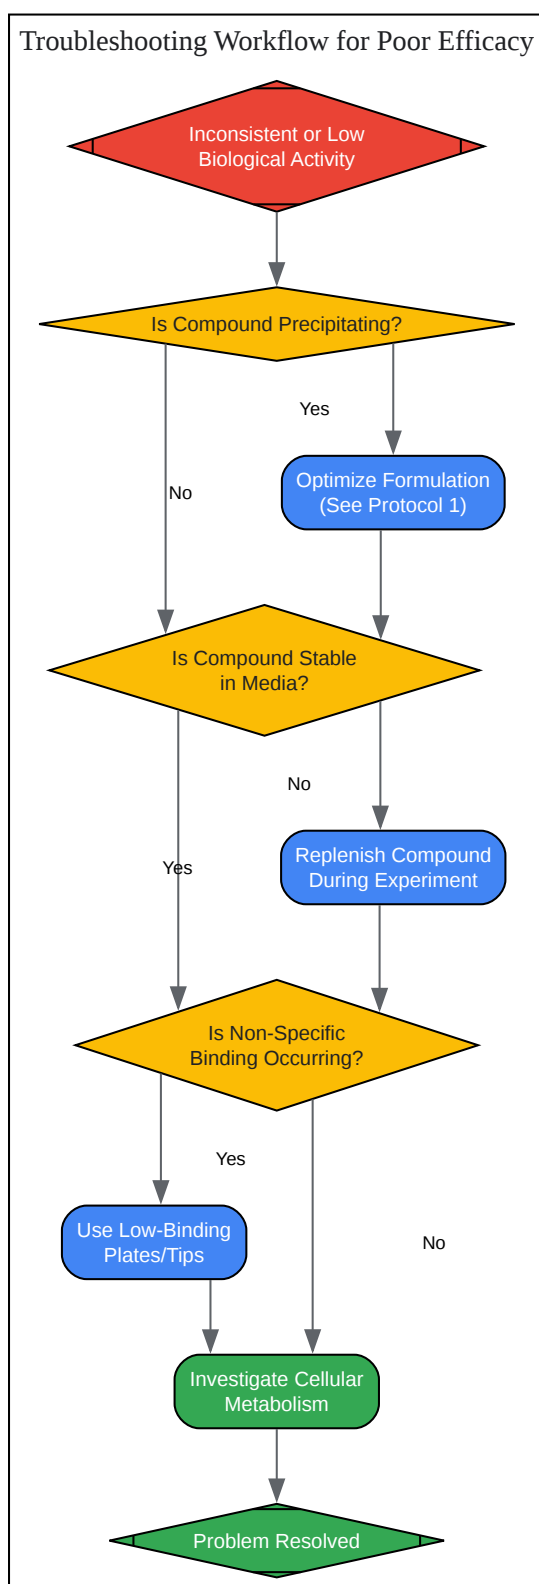 Troubleshooting Workflow for Poor Efficacy
Inconsistent or Low
Biological Activity
Is Compound Precipitating?
Yes
Optimize Formulation
(See Protocol 1)
No
Is Compound Stable
in Media?
No
Replenish Compound
During Experiment
Yes
Is Non-Specific
Binding Occurring?
Yes
Use Low-Binding
Plates/Tips
No
Investigate Cellular
Metabolism
Problem Resolved